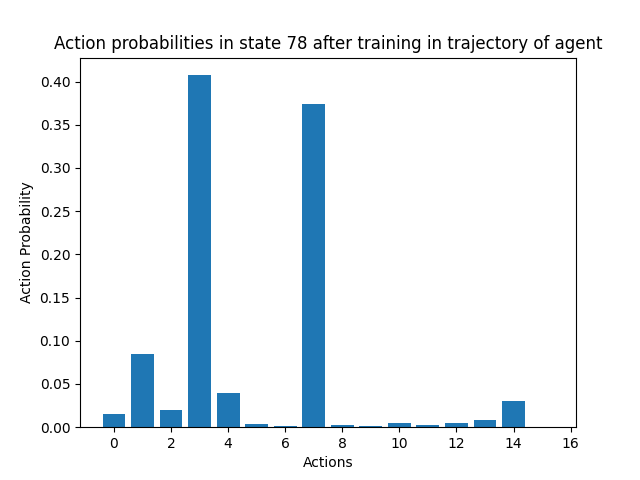 Action probabilities in state 78 after training in trajectory of agent
0.40
0.35
0.30
0.25
0.20
0.15
0.10
0.05
0.00
Action Probability
0 2 4 6 8 10 12 14 16
Actions